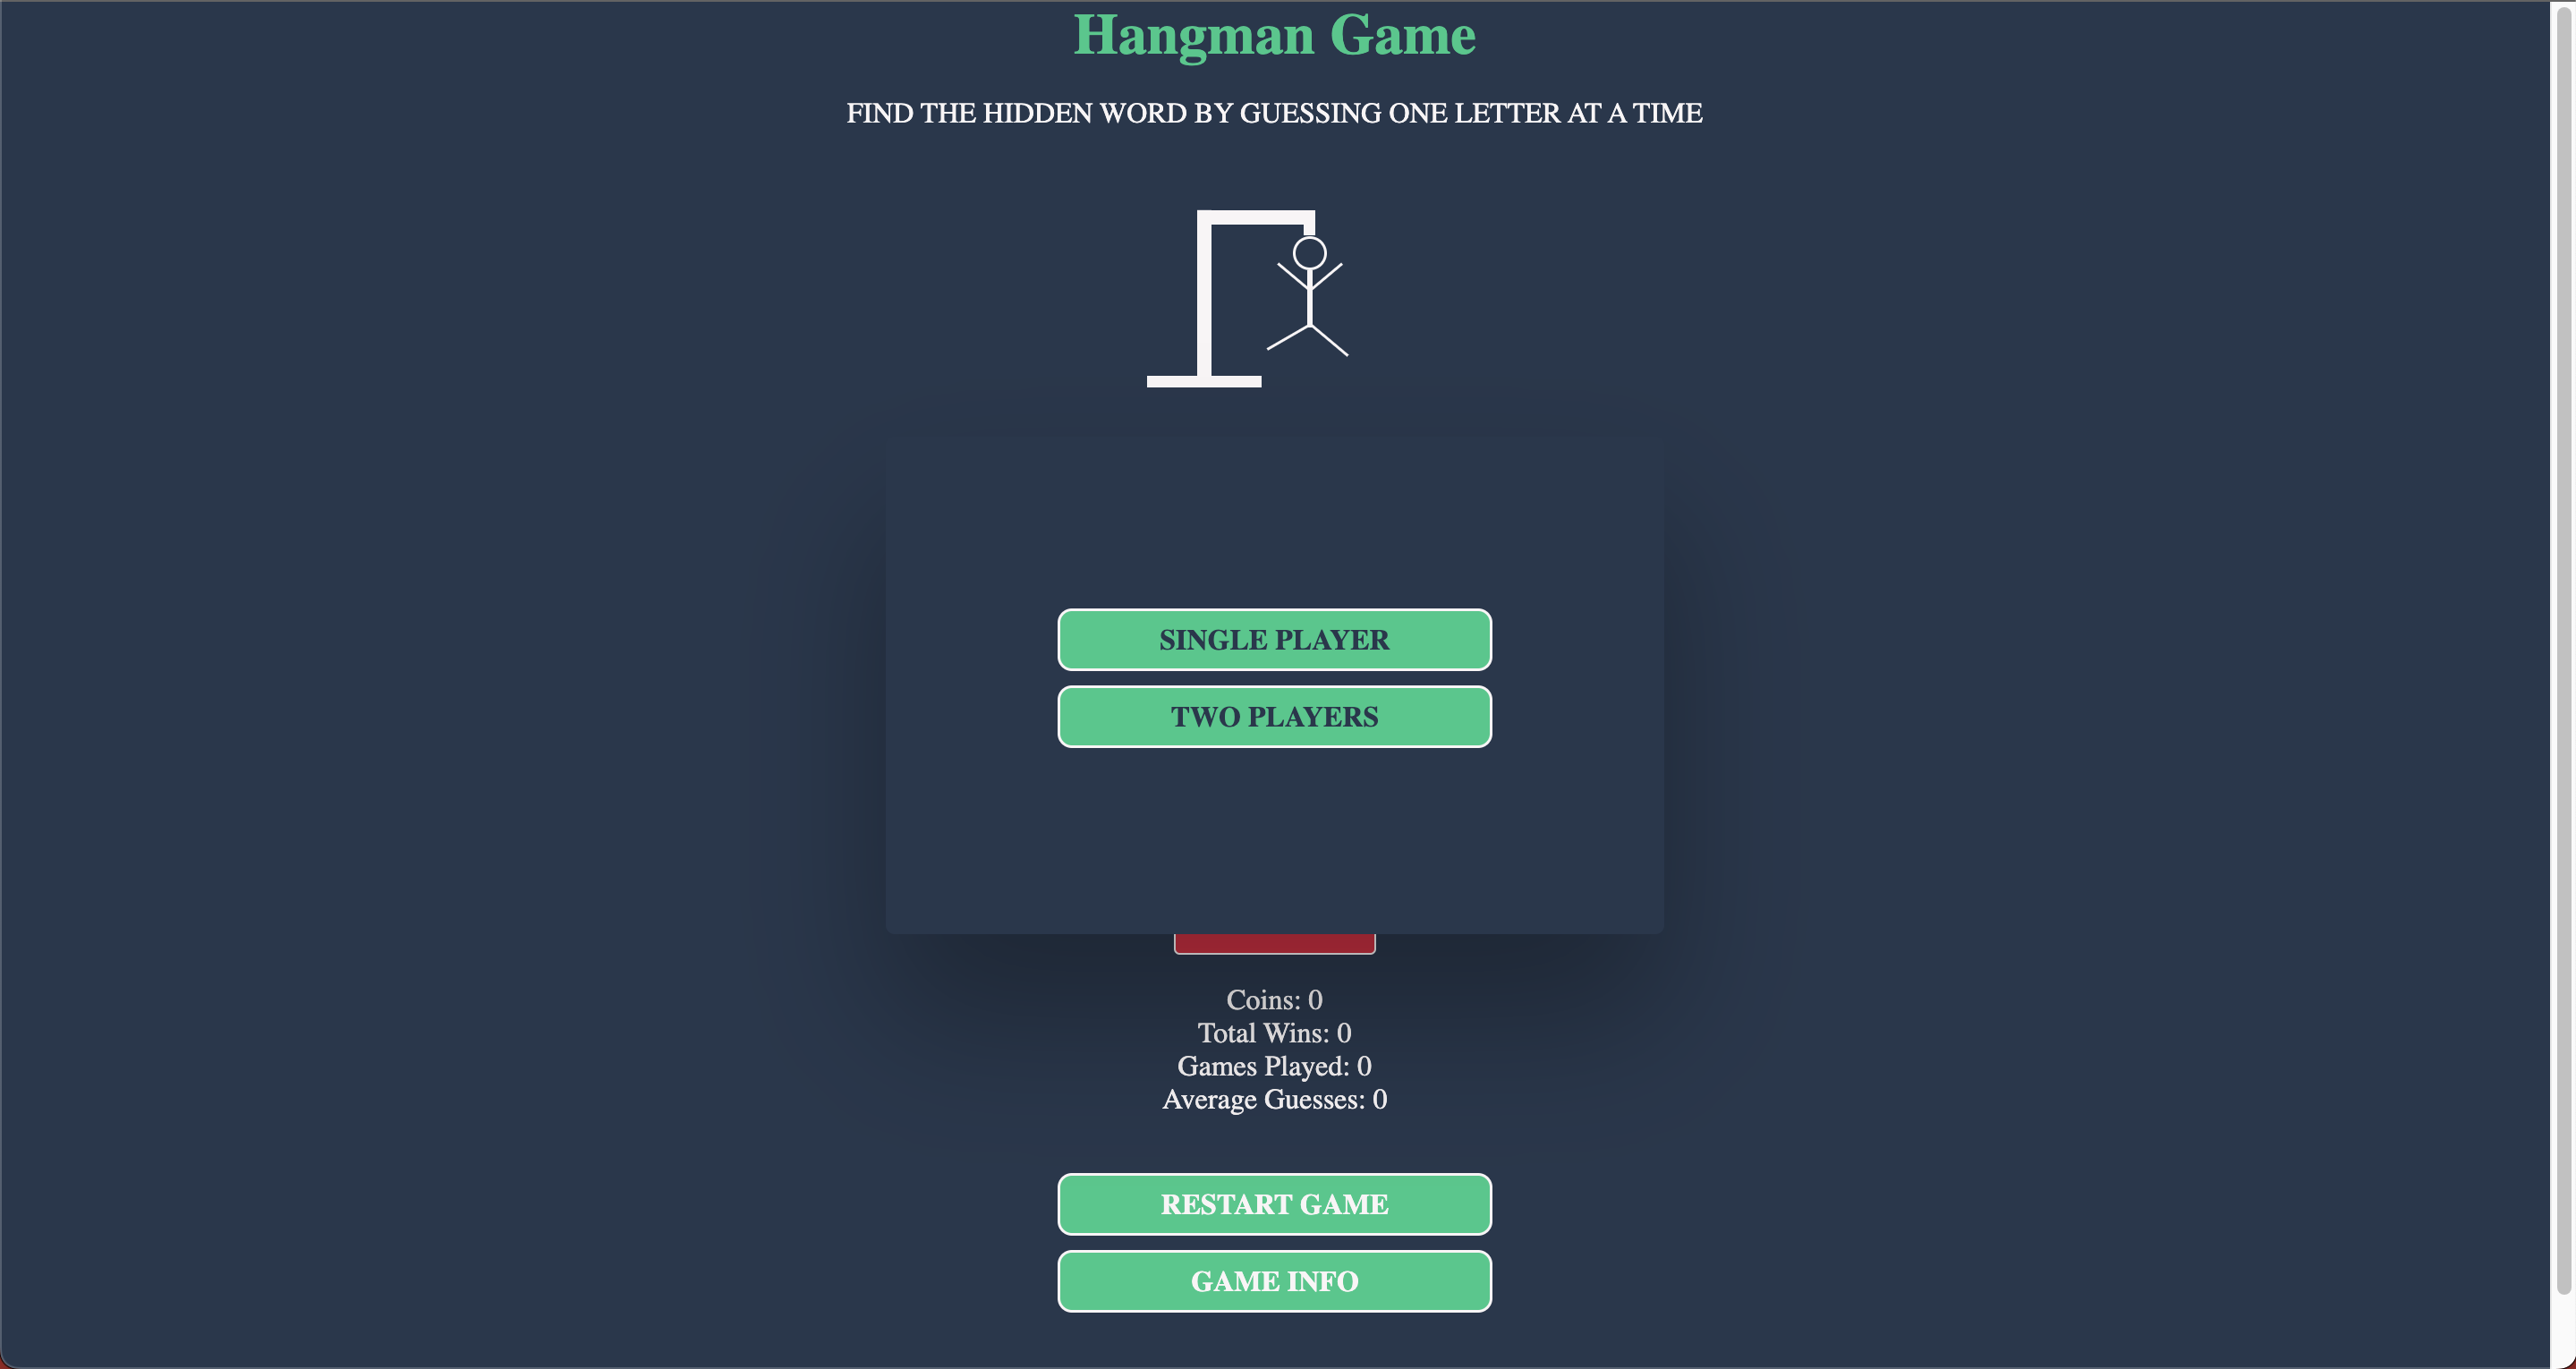 Hangman Game
FIND THE HIDDEN WORD BY GUESSING ONE LETTER AT A TIME
SINGLE PLAYER
TWO PLAYERS
Coins: 0
Total Wins: 0
Games Played: 0
Average Guesses: 0
RESTART GAME
GAME INFO